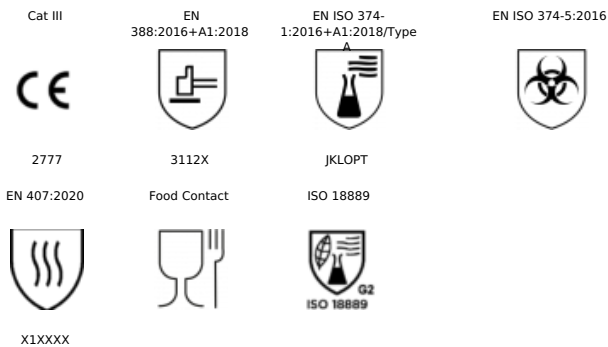 Cat III
EN
388:2016+A1:2018
EN ISO 374-
1:2016+A1:2018/Type
A
EN ISO 374-5:2016
CE
2777
3112X
JKLOPT
EN 407:2020
Food Contact
ISO 18889
G2
ISO 18889
X1XXXX